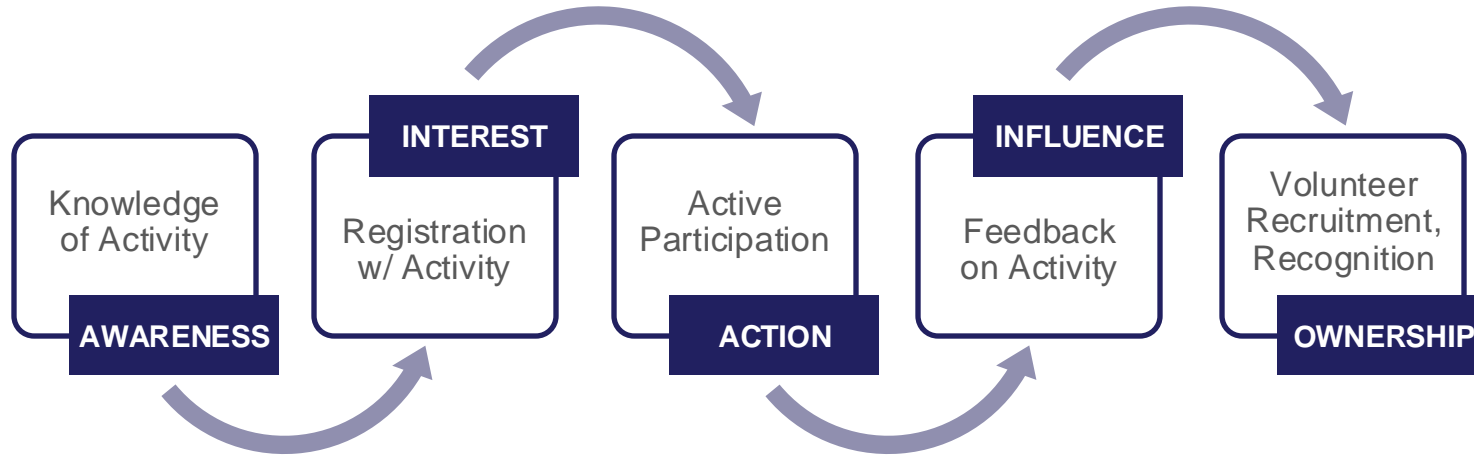 Knowledge
of Activity
AWARENESS
INTEREST
Registration
w/ Activity
Active
Participation
ACTION
INFLUENCE
Feedback
on Activity
Volunteer
Recruitment,
Recognition
OWNERSHIP